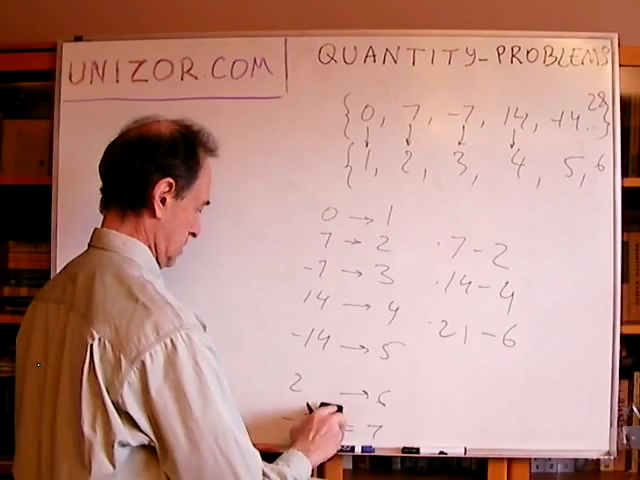 UNIZOR.COM
QUANTITY-PROBLEMS
{0, 7, -7, 14, -14.. 28}
{1, 2, 3, 4, 5, 6
0 → 1
7 → 2
-7 → 3
14 → 4
-14 → 5
2 → 6
- = 7
·7-2
·14-4
·21-6